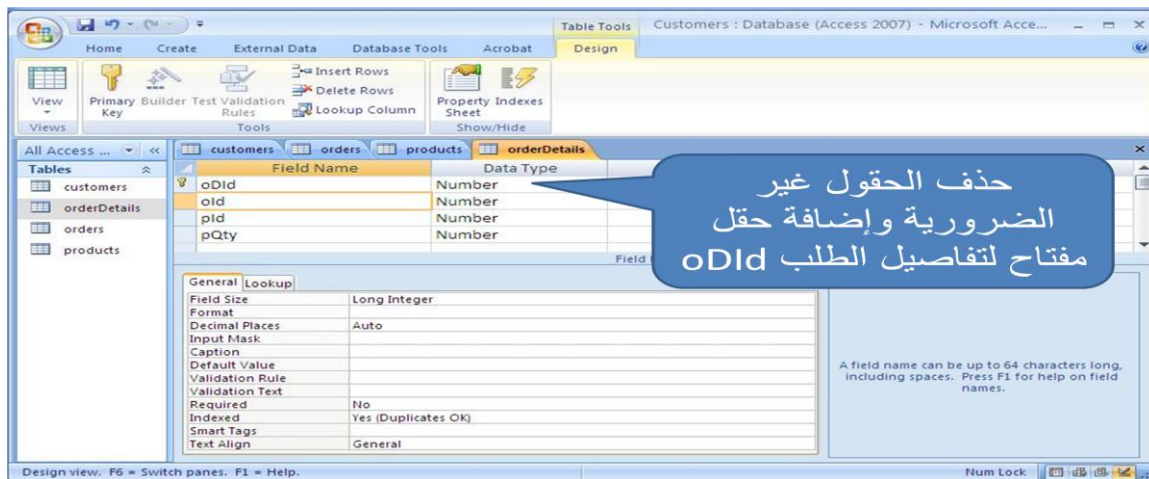 Table Tools Customers : Database (Access 2007) - Microsoft Acce...
Home Create External Data Database Tools Acrobat Design
View
Primary Key
Builder
Test Validation Rules
Insert Rows
Delete Rows
Lookup Column
Property Sheet
Indexes
Views Tools Show/Hide
All Access ... customers orders products orderDetails
Tables
customers
orderDetails
orders
products
Field Name Data Type
oDId Number
oId Number
pId Number
pQty Number
حذف الحقول غير
الضرورية وإضافة حقل
مفتاح لتفاصيل الطلب oDId
Field
General Lookup
Field Size Long Integer
Format
Decimal Places Auto
Input Mask
Caption
Default Value
Validation Rule
Validation Text
Required No
Indexed Yes (Duplicates OK)
Smart Tags
Text Align General
A field name can be up to 64 characters long,
including spaces. Press F1 for help on field
names.
Design view. F6 = Switch panes. F1 = Help. Num Lock